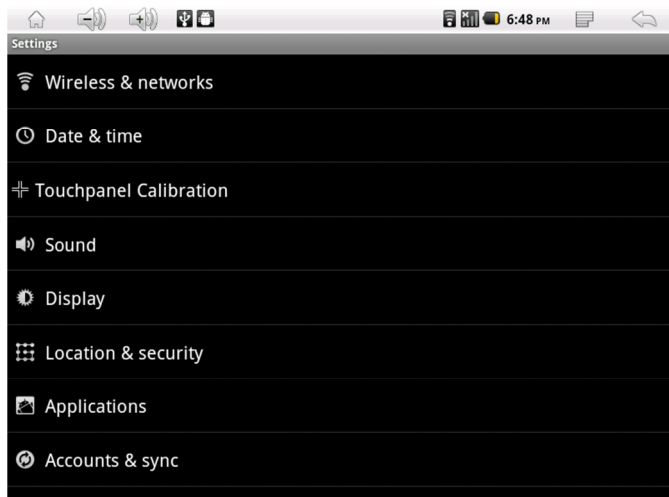 6:48 PM
Settings
Wireless & networks
Date & time
Touchpanel Calibration
Sound
Display
Location & security
Applications
Accounts & sync